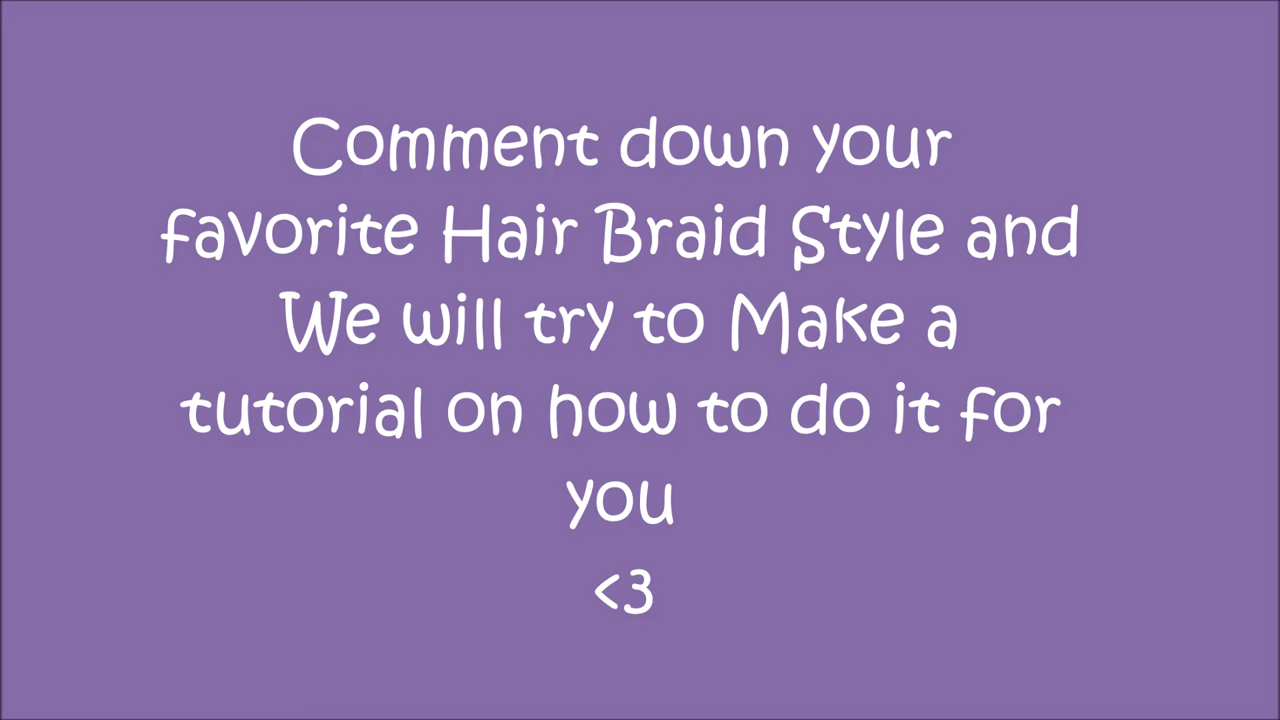 Comment down your
favorite Hair Braid Style and
We will try to Make a
tutorial on how to do it for
you
<3